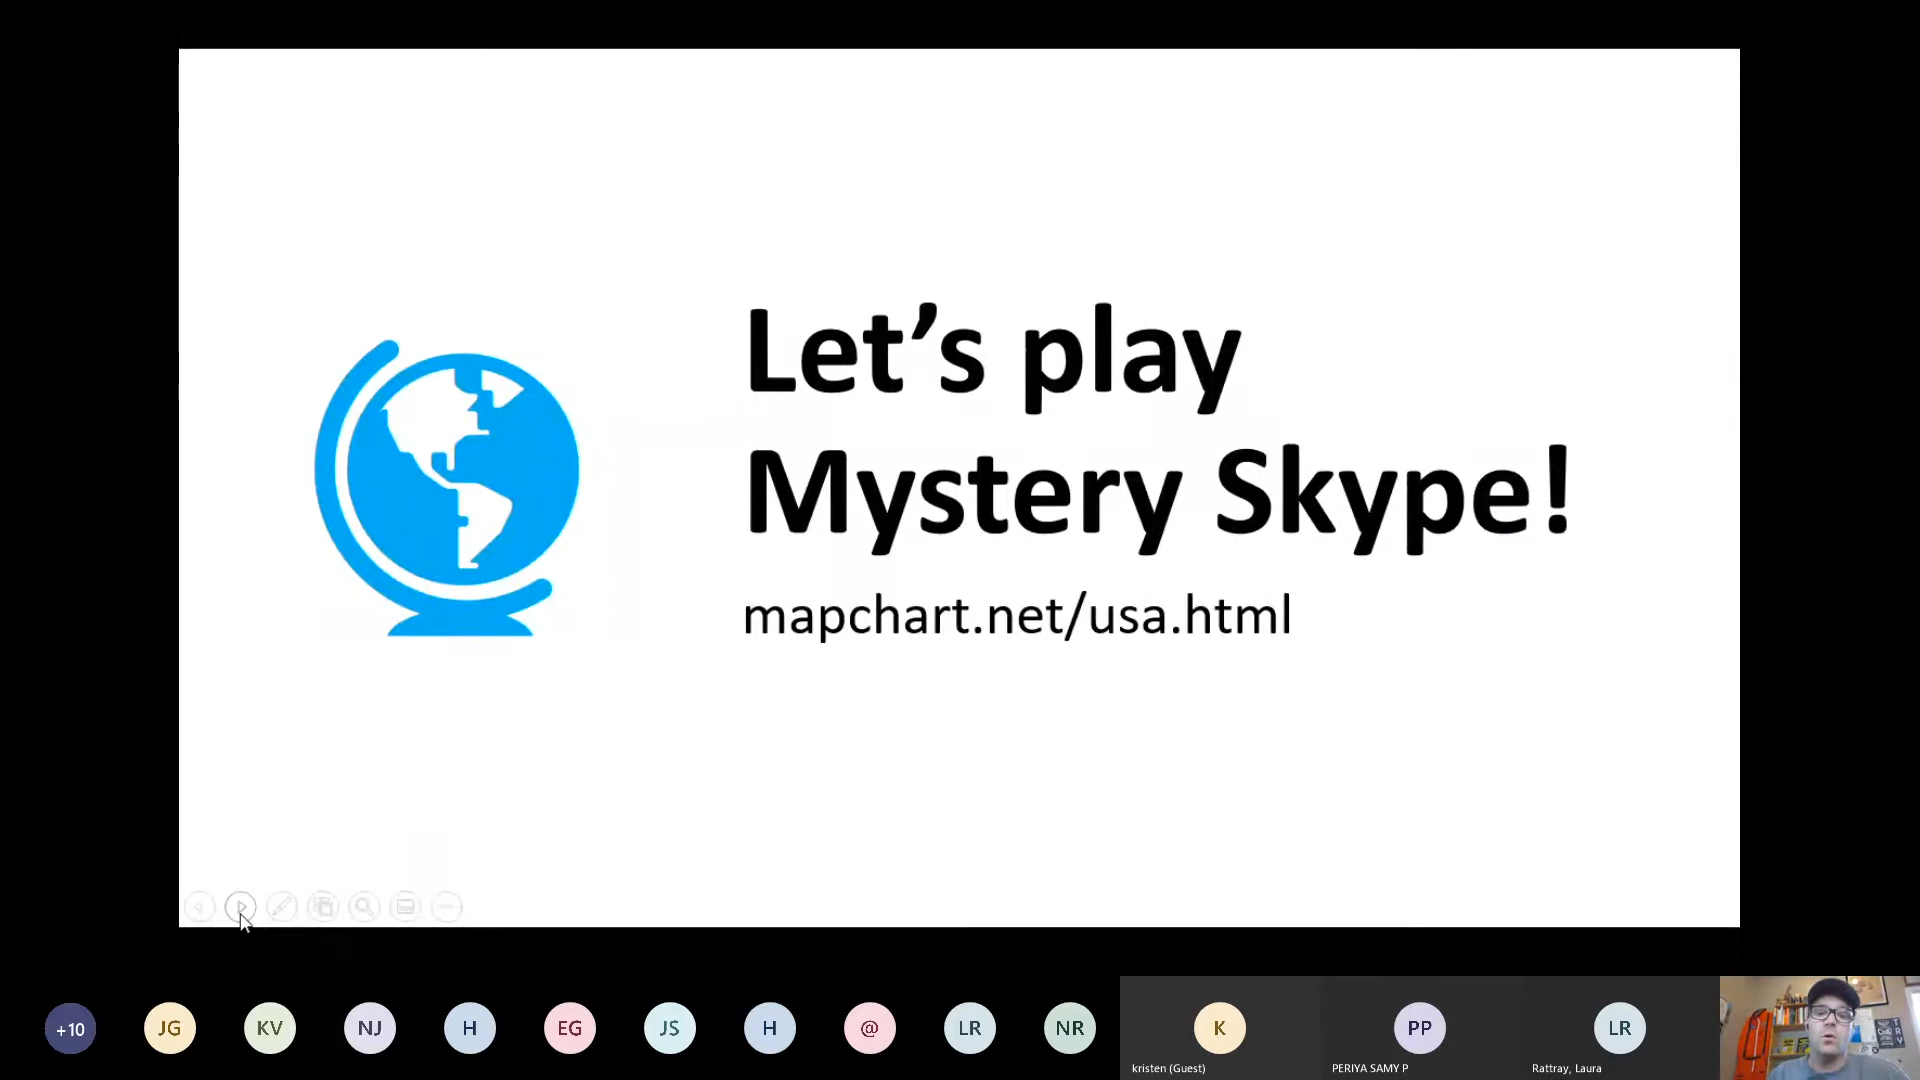 Let’s play
Mystery Skype!
mapchart.net/usa.html
+10
JG
KV
NJ
H
EG
JS
H
@
LR
NR
K
PP
LR
kristen (Guest)
PERIYA SAMY P
Rattray, Laura